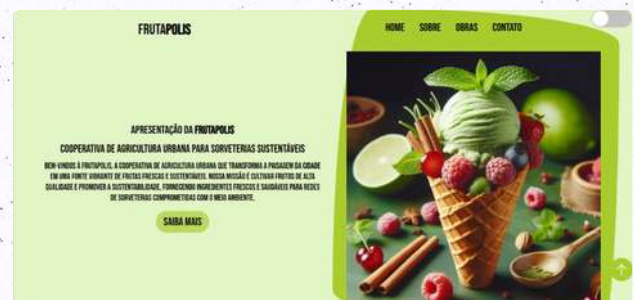 FRUTAPOLIS
HOME SOBRE OBRAS CONTATO
APRESENTAÇÃO DA FRUTAPOLIS
COOPERATIVA DE AGRICULTURA URBANA PARA SORVETERIAS SUSTENTÁVEIS
BEM-VINDOS À FRUTAPOLIS, A COOPERATIVA DE AGRICULTURA URBANA QUE TRANSFORMA A PAISAGEM DA CIDADE
EM UMA FONTE VIBRANTE DE FRUTAS FRESCAS E SUSTENTÁVEIS. NOSSA MISSÃO É CULTIVAR FRUTOS DE ALTA
QUALIDADE E PROMOVER A SUSTENTABILIDADE, FORNECENDO INGREDIENTES FRESCOS E SAUDÁVEIS PARA REDES
DE SORVETERIAS COMPROMETIDAS COM O MEIO AMBIENTE.
SAIBA MAIS